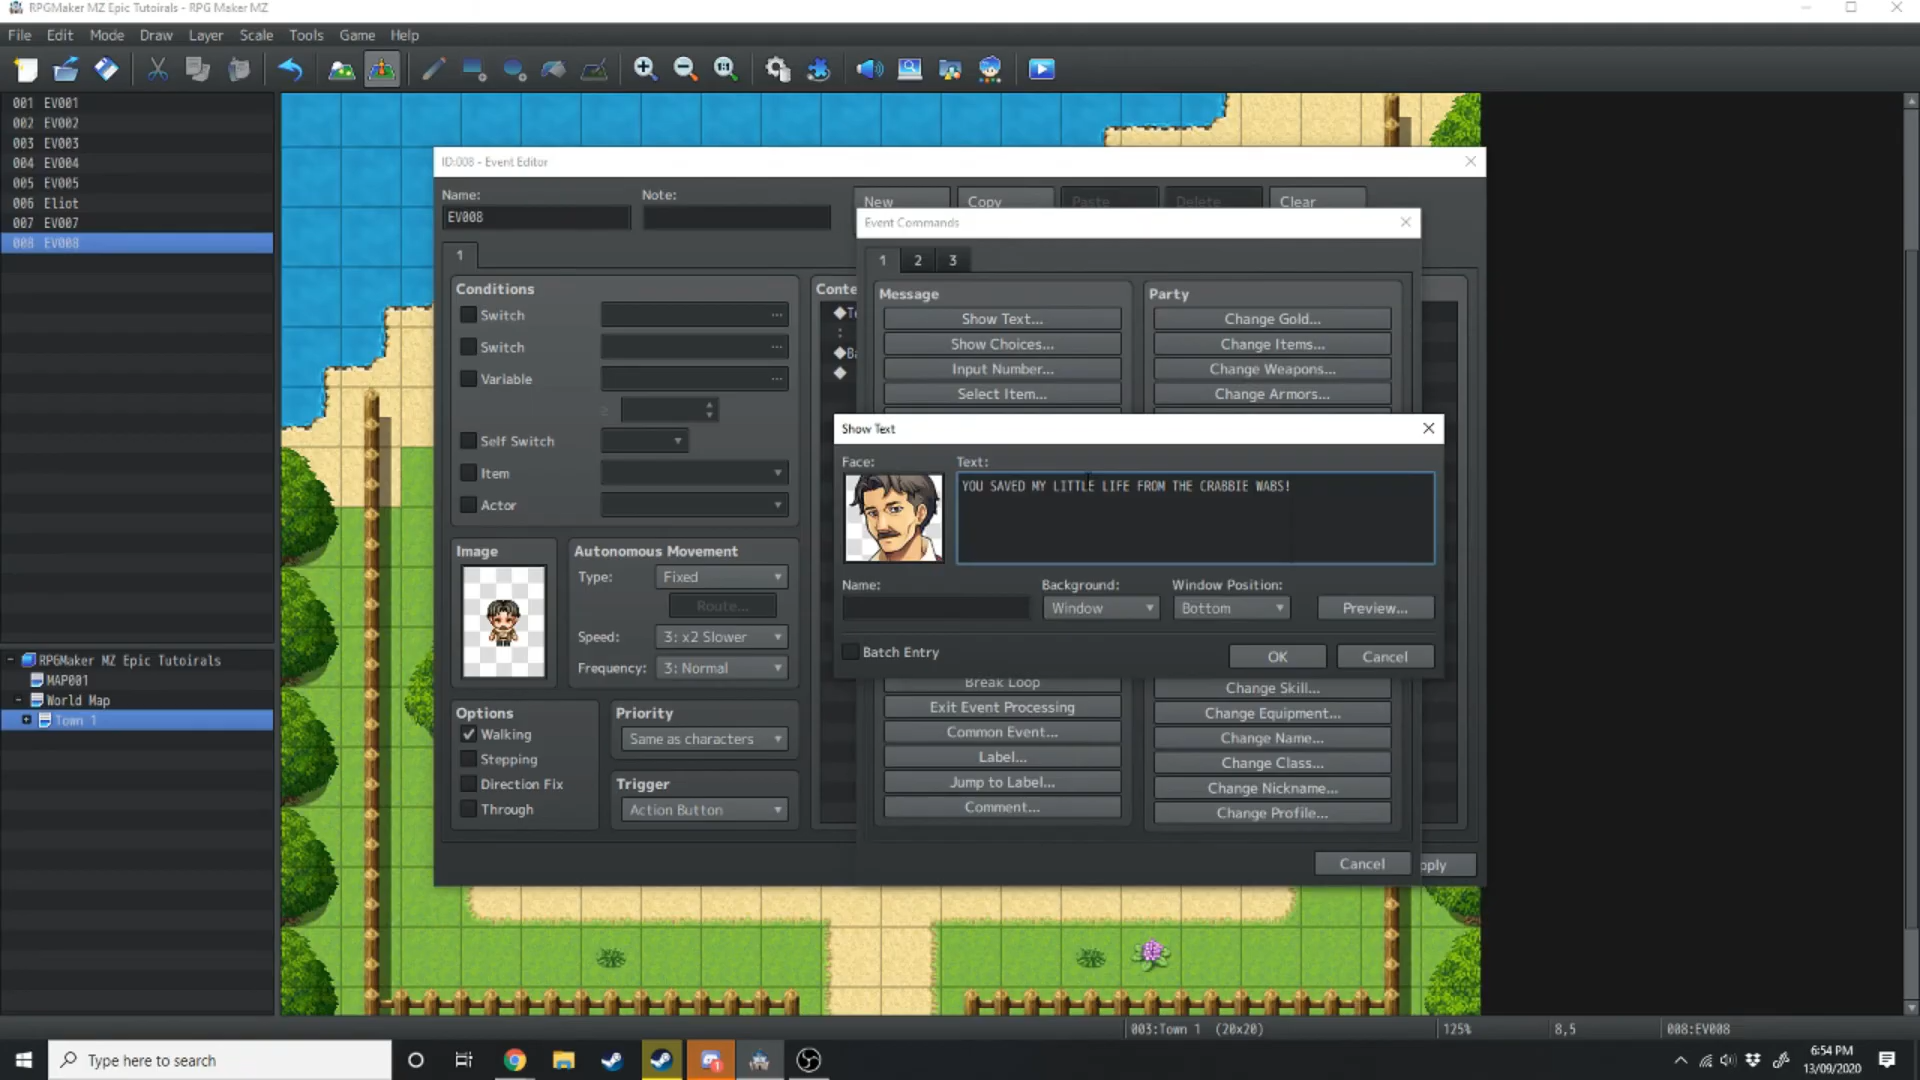 RPGMaker MZ Epic Tutoirals - RPG Maker MZ
File Edit Mode Draw Layer Scale Tools Game Help
001 EV001
002 EV002
003 EV003
004 EV004
005 EV005
006 Eliot
007 EV007
008 EV008
RPGMaker MZ Epic Tutoirals
MAP001
World Map
Town 1
ID:008 - Event Editor
Name:
EV008
Note:
New
Copy
Paste
Delete
Clear
1
Conditions
Switch
Switch
Variable
≥
Self Switch
Item
Actor
Image
Autonomous Movement
Type: Fixed
Route...
Speed: 3: x2 Slower
Frequency: 3: Normal
Options
Walking
Stepping
Direction Fix
Through
Priority
Same as characters
Trigger
Action Button
Conte
Event Commands
1 2 3
Message
Show Text...
Show Choices...
Input Number...
Select Item...
Party
Change Gold...
Change Items...
Change Weapons...
Change Armors...
Show Text
Face:
Text:
YOU SAVED MY LITTLE LIFE FROM THE CRABBIE WABS!
Name:
Background:
Window
Window Position:
Bottom
Preview...
Batch Entry
OK
Cancel
Break Loop
Exit Event Processing
Common Event...
Label...
Jump to Label...
Comment...
Change Skill...
Change Equipment...
Change Name...
Change Class...
Change Nickname...
Change Profile...
Cancel
pply
003:Town 1 (20x20)
125%
8,5
008:EV008
Type here to search
6:54 PM
13/09/2020